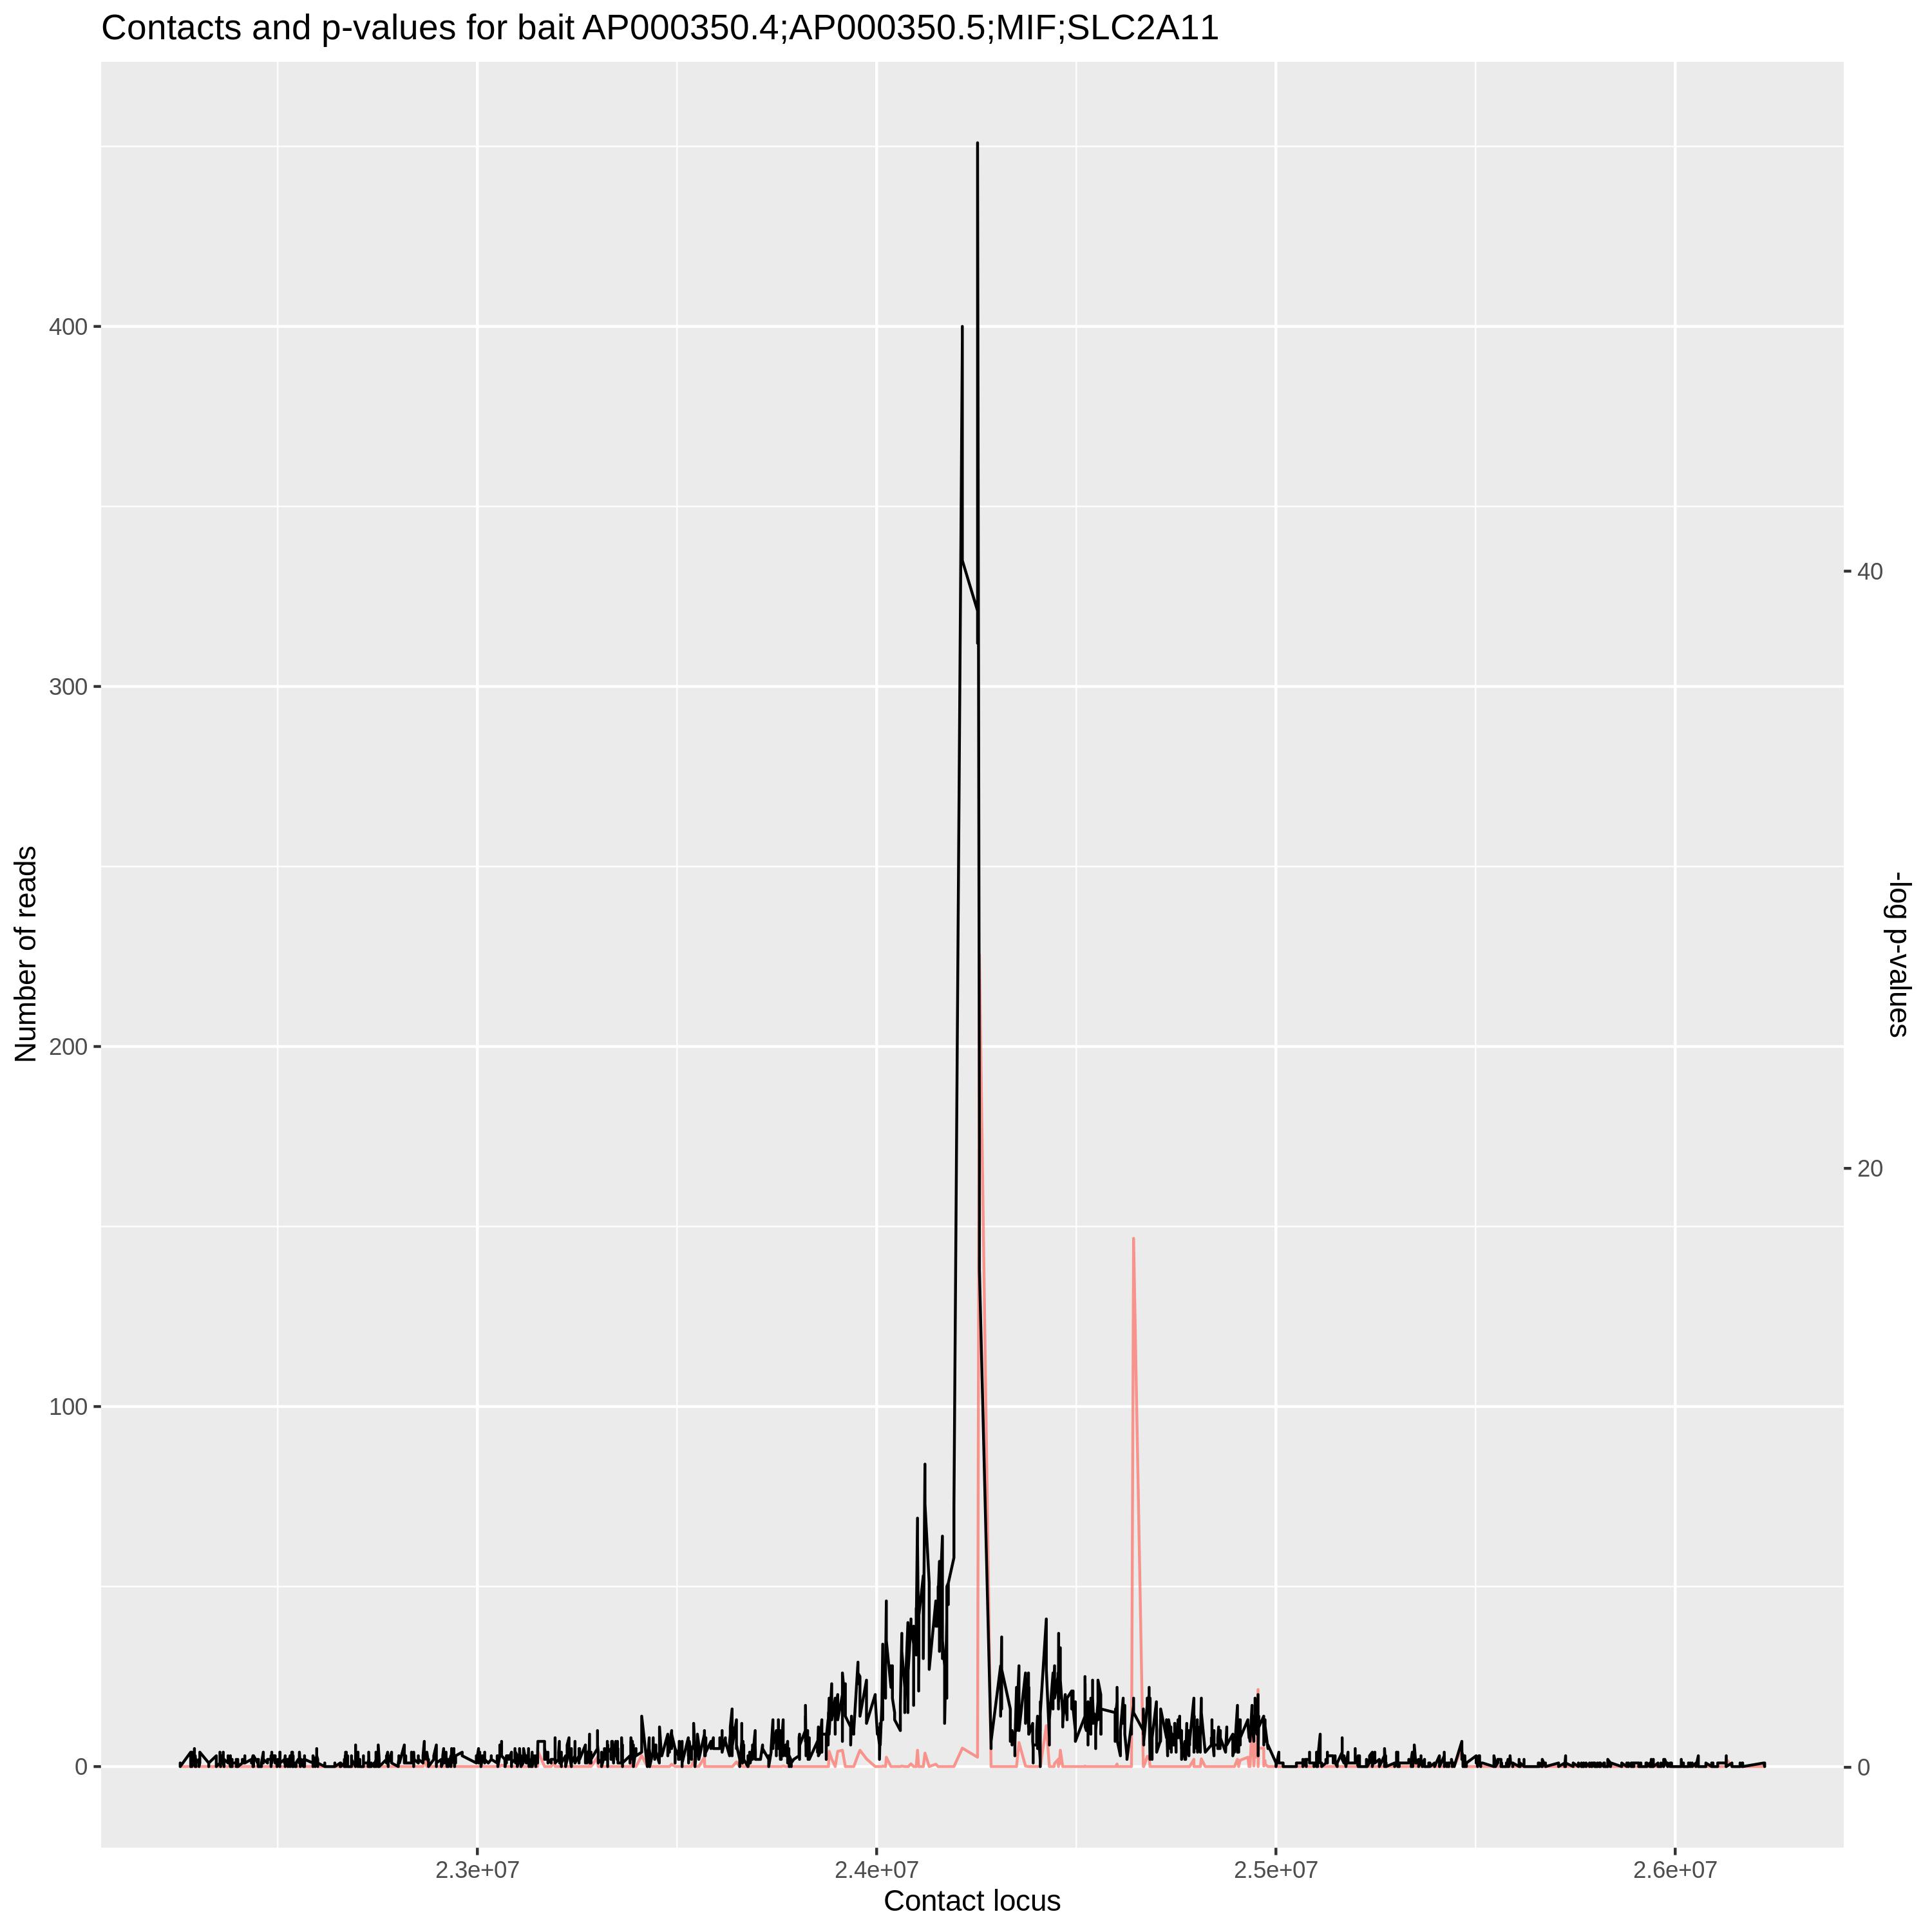 Contacts and p-values for bait AP000350.4;AP000350.5;MIF;SLC2A11
400
300
200
100
0
Number of reads
40
20
0
-log p-values
2.3e+07 2.4e+07 2.5e+07 2.6e+07
Contact locus